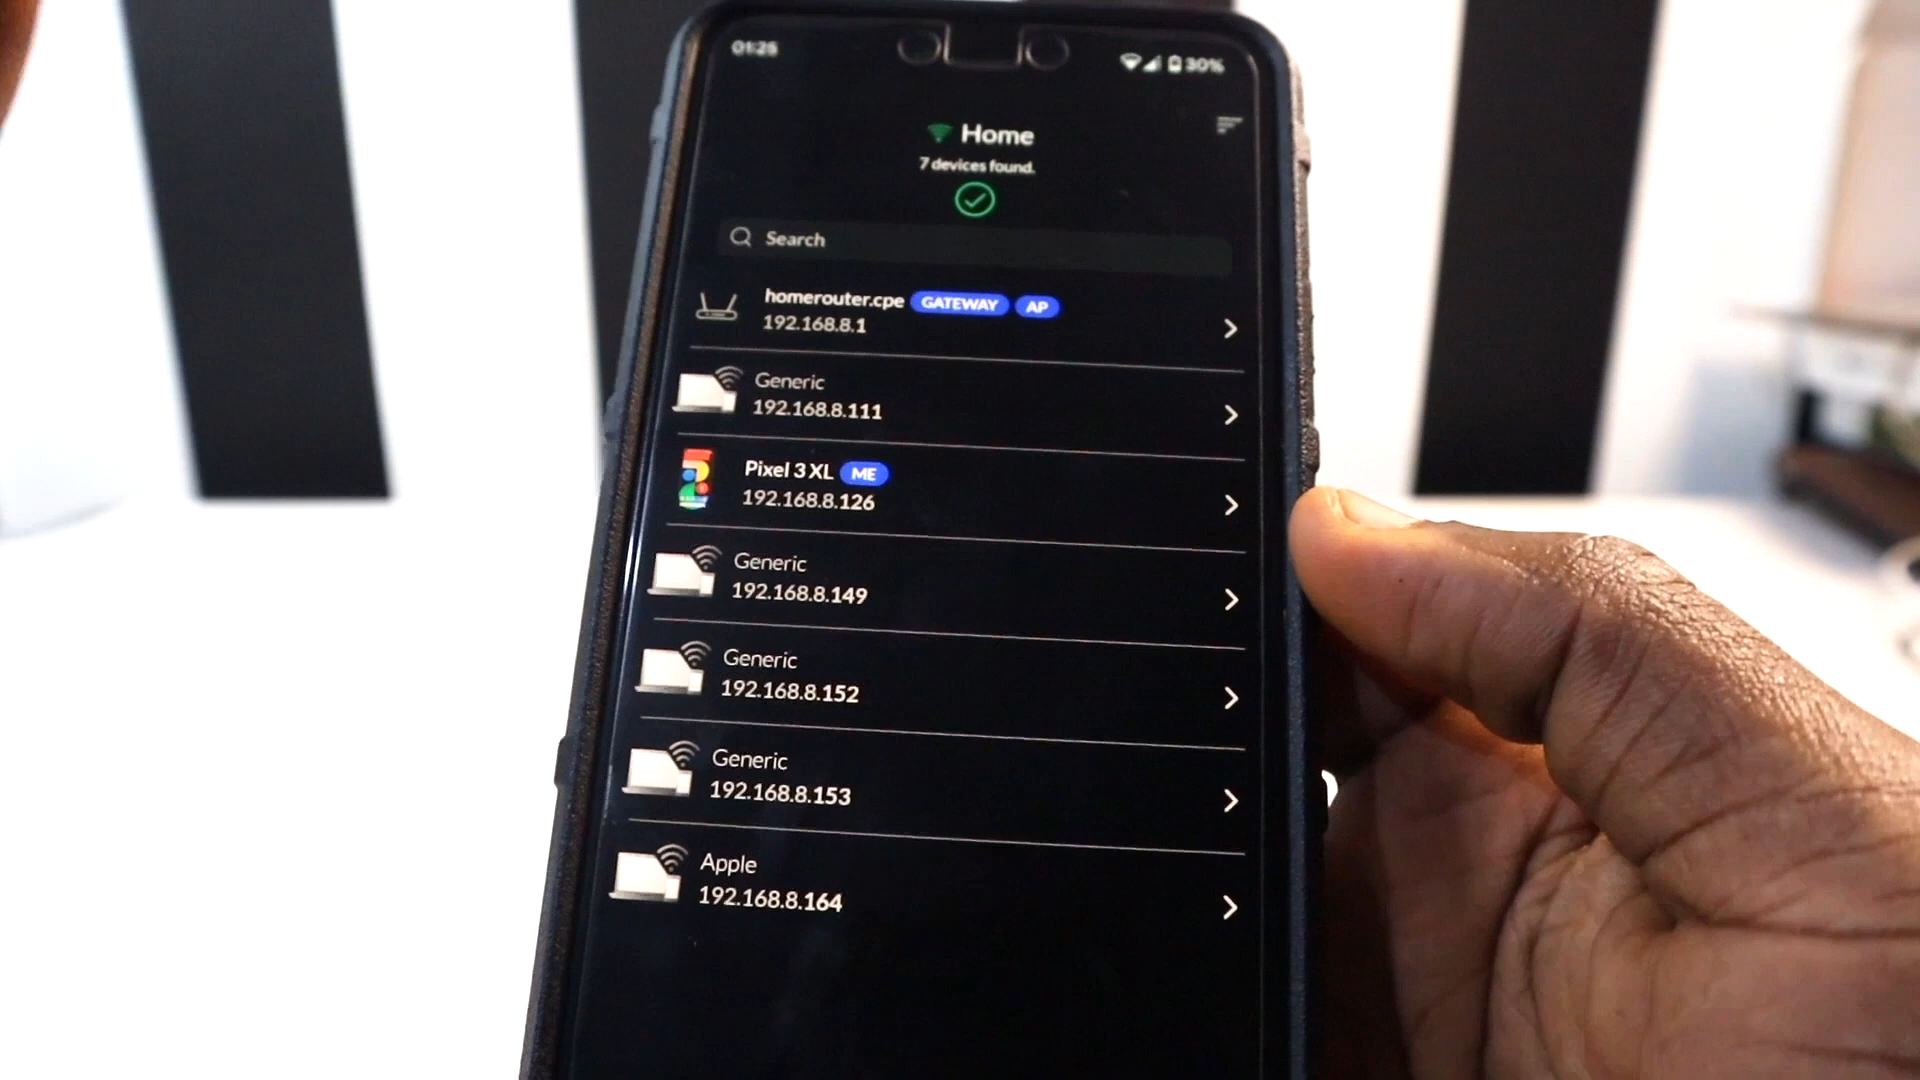 01:25
30%
Home
7 devices found.
Search
homerouter.cpe GATEWAY AP
192.168.8.1
Generic
192.168.8.111
Pixel 3 XL ME
192.168.8.126
Generic
192.168.8.149
Generic
192.168.8.152
Generic
192.168.8.153
Apple
192.168.8.164